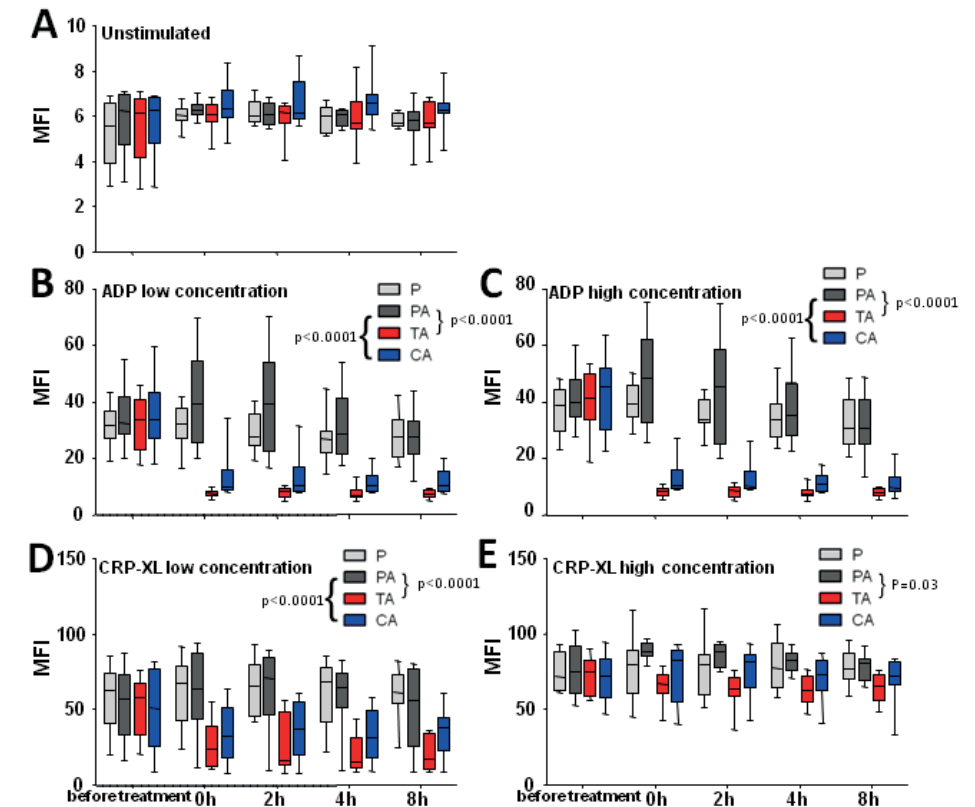 A
Unstimulated
MFI
10
8
6
4
2
0
B
ADP low concentration
MFI
80
60
40
20
0
P
PA
TA
CA
p<0.0001
p<0.0001
C
ADP high concentration
MFI
80
60
40
20
0
P
PA
TA
CA
p<0.0001
p<0.0001
D
CRP-XL low concentration
MFI
150
100
50
0
P
PA
TA
CA
p<0.0001
p<0.0001
before treatment 0h 2h 4h 8h
E
CRP-XL high concentration
MFI
150
100
50
0
P
PA
TA
CA
P=0.03
before treatment 0h 2h 4h 8h